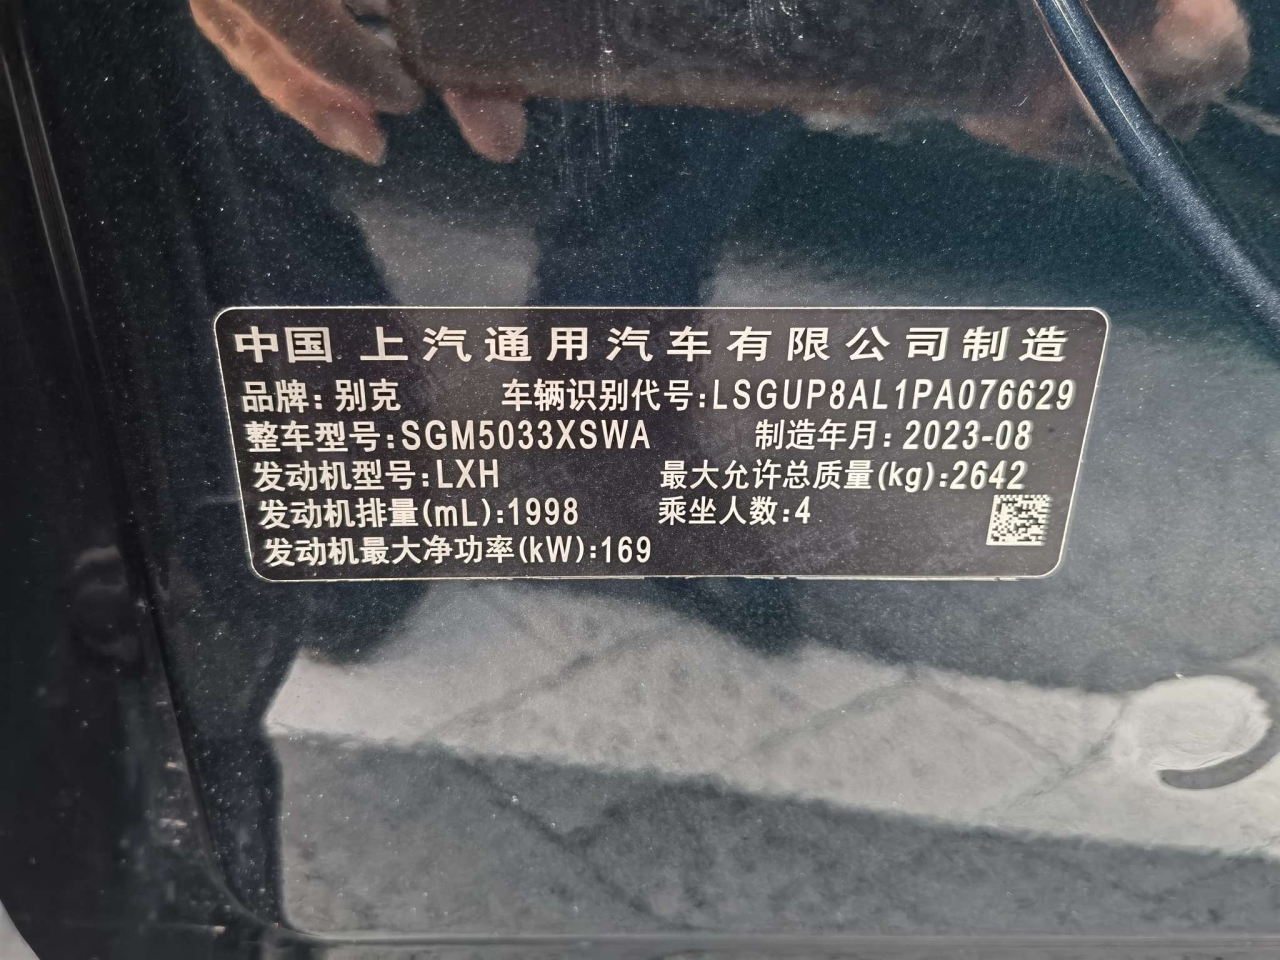 中国 上汽通用汽车有限公司制造
品牌:别克 车辆识别代号:LSGUP8AL1PA076629
整车型号:SGM5033XSWA 制造年月:2023-08
发动机型号:LXH 最大允许总质量(kg):2642
发动机排量(mL):1998 乘坐人数:4
发动机最大净功率(kW):169